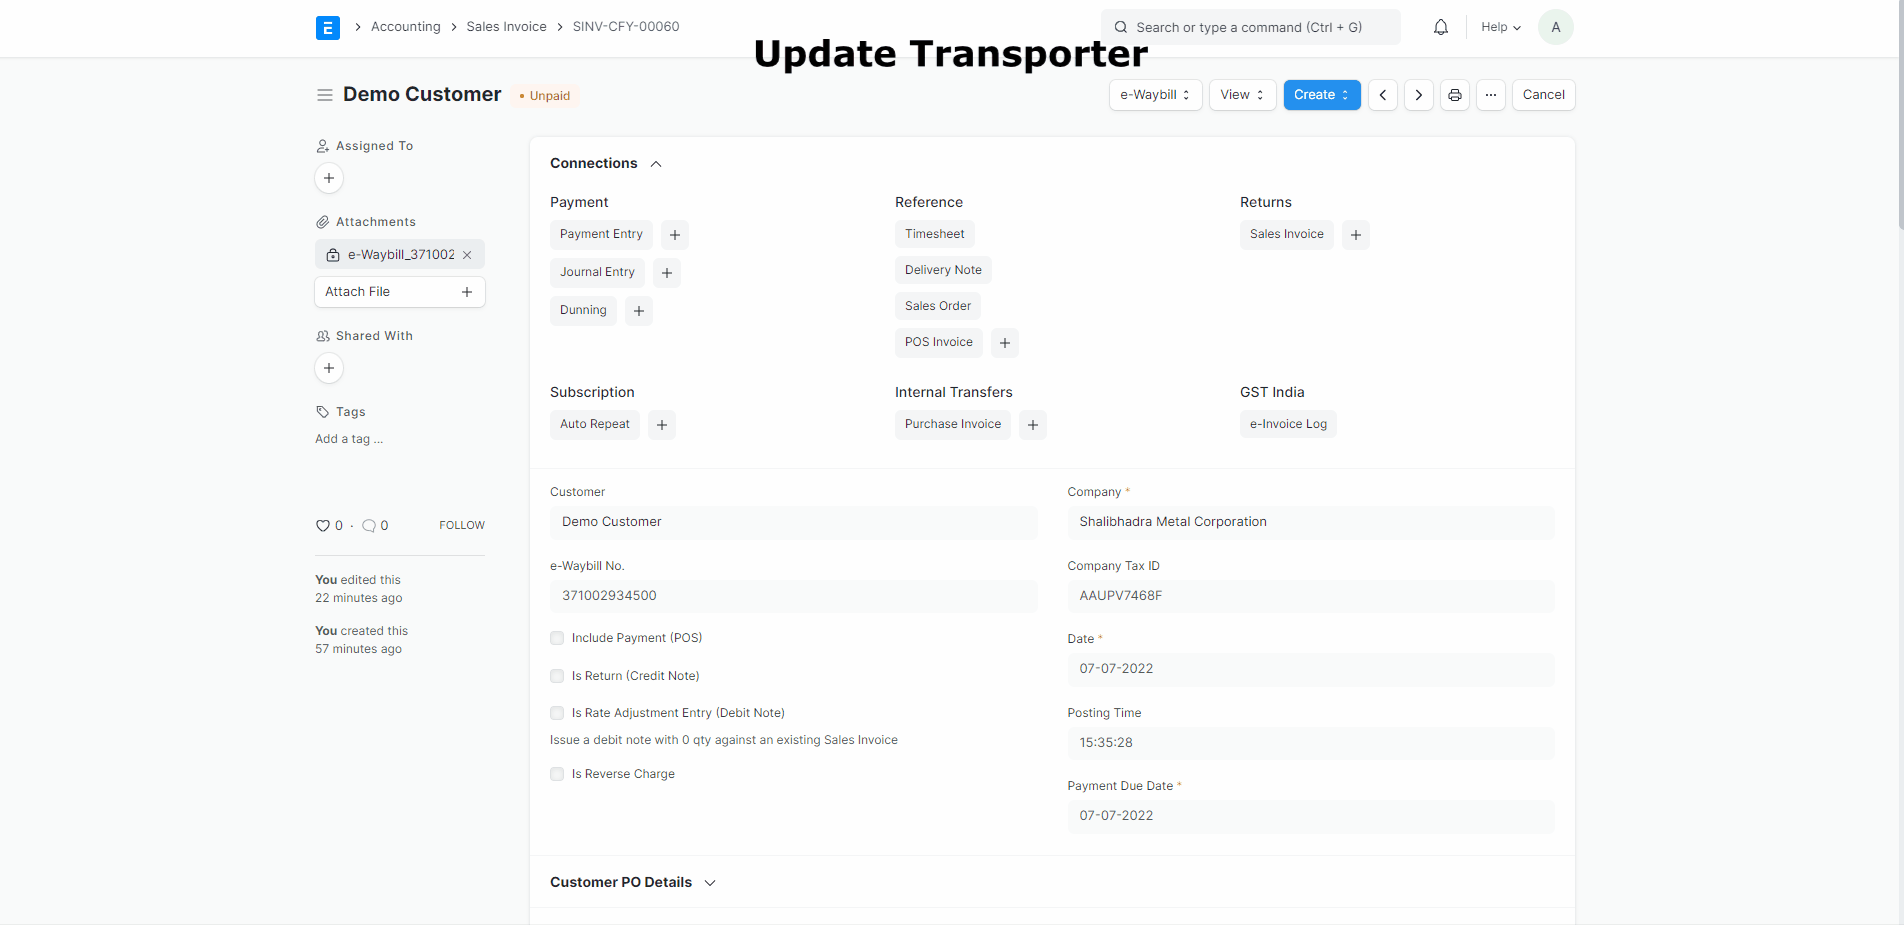 E
Accounting
Sales Invoice
SINV-CFY-00060
Search or type a command (Ctrl + G)
Help
A
Update Transporter
Demo Customer
Unpaid
e-Waybill
View
Create
...
Cancel
Assigned To
Attachments
e-Waybill_371002
Attach File
Shared With
Tags
Add a tag ...
0 · 0
FOLLOW
You edited this
22 minutes ago
You created this
57 minutes ago
Connections
Payment
Payment Entry
Journal Entry
Dunning
Reference
Timesheet
Delivery Note
Sales Order
POS Invoice
Returns
Sales Invoice
Subscription
Auto Repeat
Internal Transfers
Purchase Invoice
GST India
e-Invoice Log
Customer
Demo Customer
e-Waybill No.
371002934500
Include Payment (POS)
Is Return (Credit Note)
Is Rate Adjustment Entry (Debit Note)
Issue a debit note with 0 qty against an existing Sales Invoice
Is Reverse Charge
Company *
Shalibhadra Metal Corporation
Company Tax ID
AAUPV7468F
Date *
07-07-2022
Posting Time
15:35:28
Payment Due Date *
07-07-2022
Customer PO Details